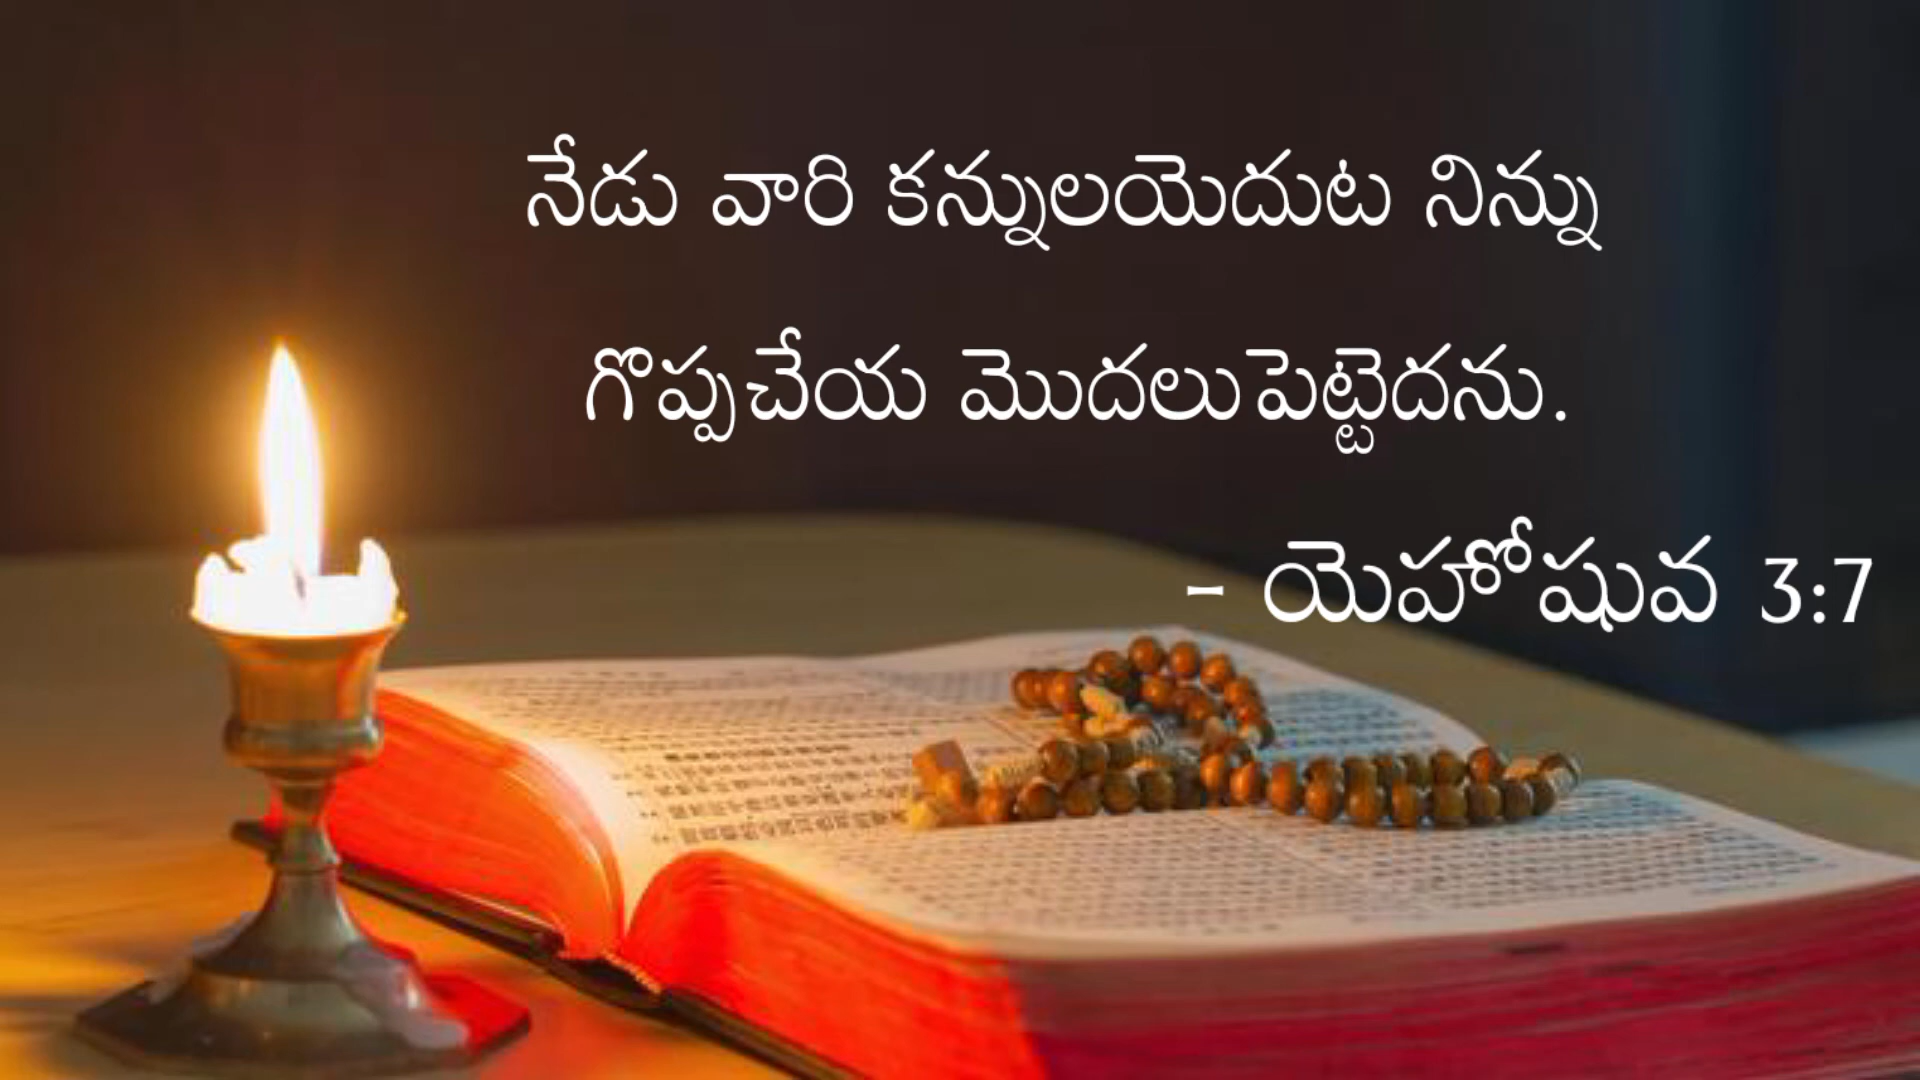 నేడు వారి కన్నులయెదుట నిన్ను
గొప్పచేయ మొదలుపెట్టెదను.
- యెహోషువ 3:7